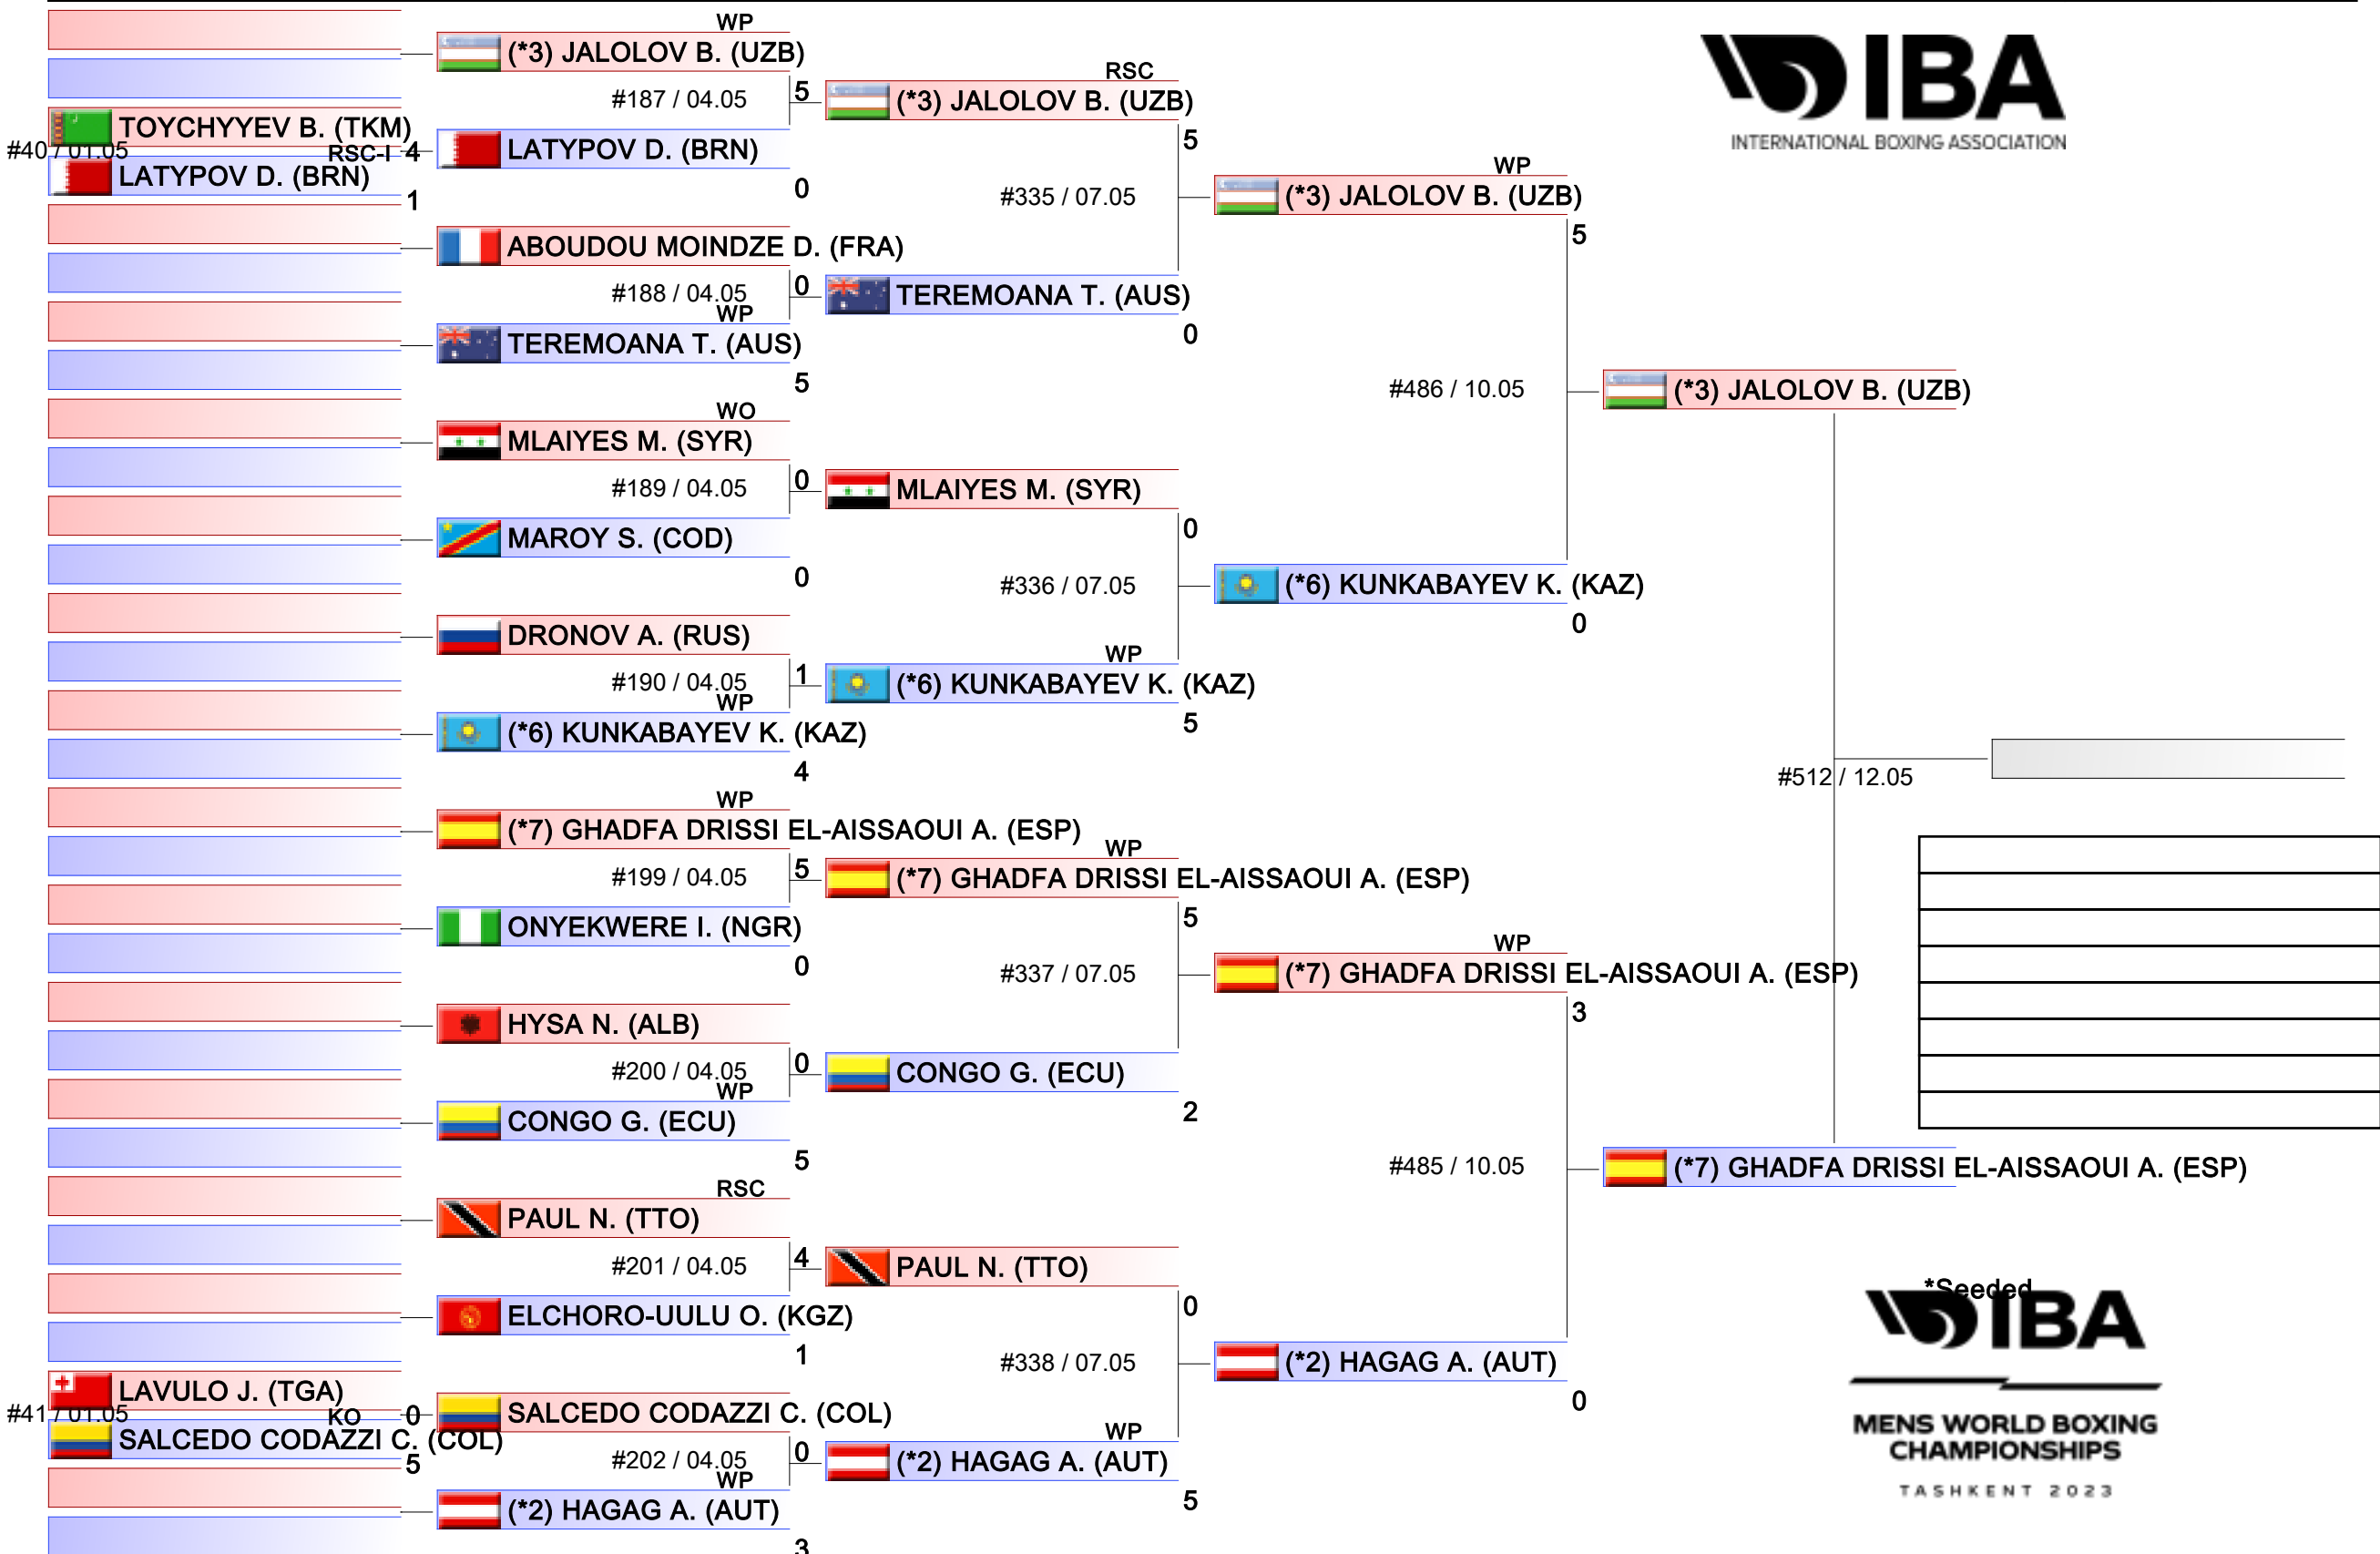 WP
(*3) JALOLOV B. (UZB)
#187 / 04.05
5
LATYPOV D. (BRN)
0
TOYCHYYEV B. (TKM)
#40 / 01.05
RSC-I
4
LATYPOV D. (BRN)
1
ABOUDOU MOINDZE D. (FRA)
#188 / 04.05
0
WP
TEREMOANA T. (AUS)
5
WO
MLAIYES M. (SYR)
#189 / 04.05
0
MAROY S. (COD)
0
DRONOV A. (RUS)
#190 / 04.05
1
WP
(*6) KUNKABAYEV K. (KAZ)
4
WP
(*7) GHADFA DRISSI EL-AISSAOUI A. (ESP)
#199 / 04.05
5
ONYEKWERE I. (NGR)
0
HYSA N. (ALB)
#200 / 04.05
0
WP
CONGO G. (ECU)
5
RSC
PAUL N. (TTO)
#201 / 04.05
4
ELCHORO-UULU O. (KGZ)
1
LAVULO J. (TGA)
#41 / 01.05
KO
0
SALCEDO CODAZZI C. (COL)
5
SALCEDO CODAZZI C. (COL)
#202 / 04.05
0
WP
(*2) HAGAG A. (AUT)
3
RSC
(*3) JALOLOV B. (UZB)
5
#335 / 07.05
TEREMOANA T. (AUS)
0
MLAIYES M. (SYR)
0
#336 / 07.05
WP
(*6) KUNKABAYEV K. (KAZ)
5
WP
(*7) GHADFA DRISSI EL-AISSAOUI A. (ESP)
5
#337 / 07.05
CONGO G. (ECU)
2
PAUL N. (TTO)
0
#338 / 07.05
WP
(*2) HAGAG A. (AUT)
5
WP
(*3) JALOLOV B. (UZB)
5
#486 / 10.05
(*6) KUNKABAYEV K. (KAZ)
0
WP
(*7) GHADFA DRISSI EL-AISSAOUI A. (ESP)
3
#485 / 10.05
(*2) HAGAG A. (AUT)
0
(*3) JALOLOV B. (UZB)
#512 / 12.05
(*7) GHADFA DRISSI EL-AISSAOUI A. (ESP)
IBA
INTERNATIONAL BOXING ASSOCIATION
*Seeded
IBA
MENS WORLD BOXING
CHAMPIONSHIPS
TASHKENT 2023